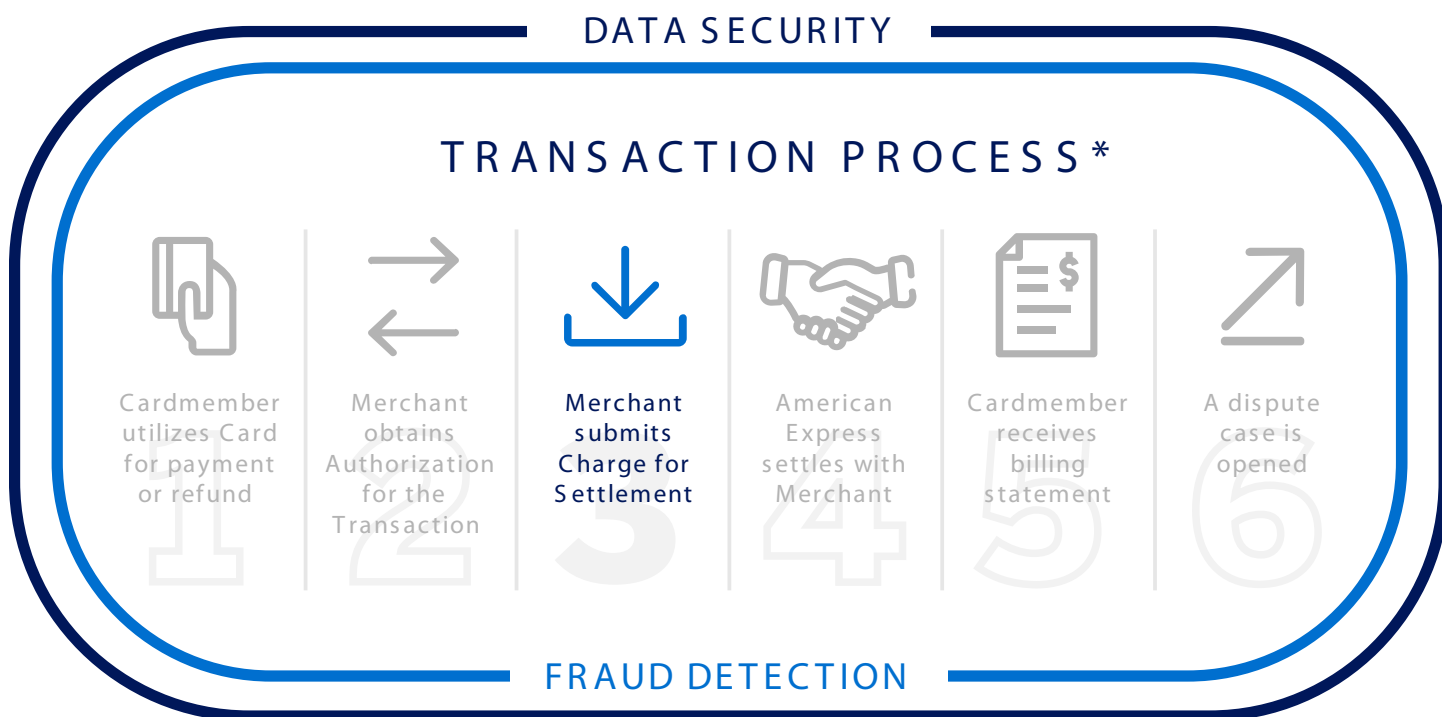 DATA SECURITY
TRANSACTION PROCESS*
$
Cardmember
utilizes Card
for payment
or refund
1
Merchant
obtains
Authorization
for the
Transaction
2
Merchant
submits
Charge for
Settlement
3
American
Express
settles with
Merchant
4
Cardmember
receives
billing
statement
5
A dispute
case is
opened
6
FRAUD DETECTION